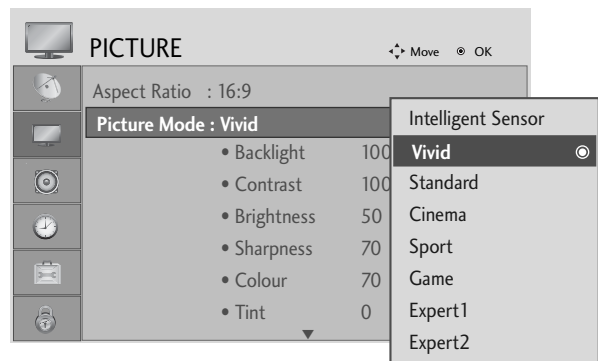 PICTURE
Move OK
Aspect Ratio : 16:9
Picture Mode : Vivid
• Backlight 100
• Contrast 100
• Brightness 50
• Sharpness 70
• Colour 70
• Tint 0
Intelligent Sensor
Vivid
Standard
Cinema
Sport
Game
Expert1
Expert2